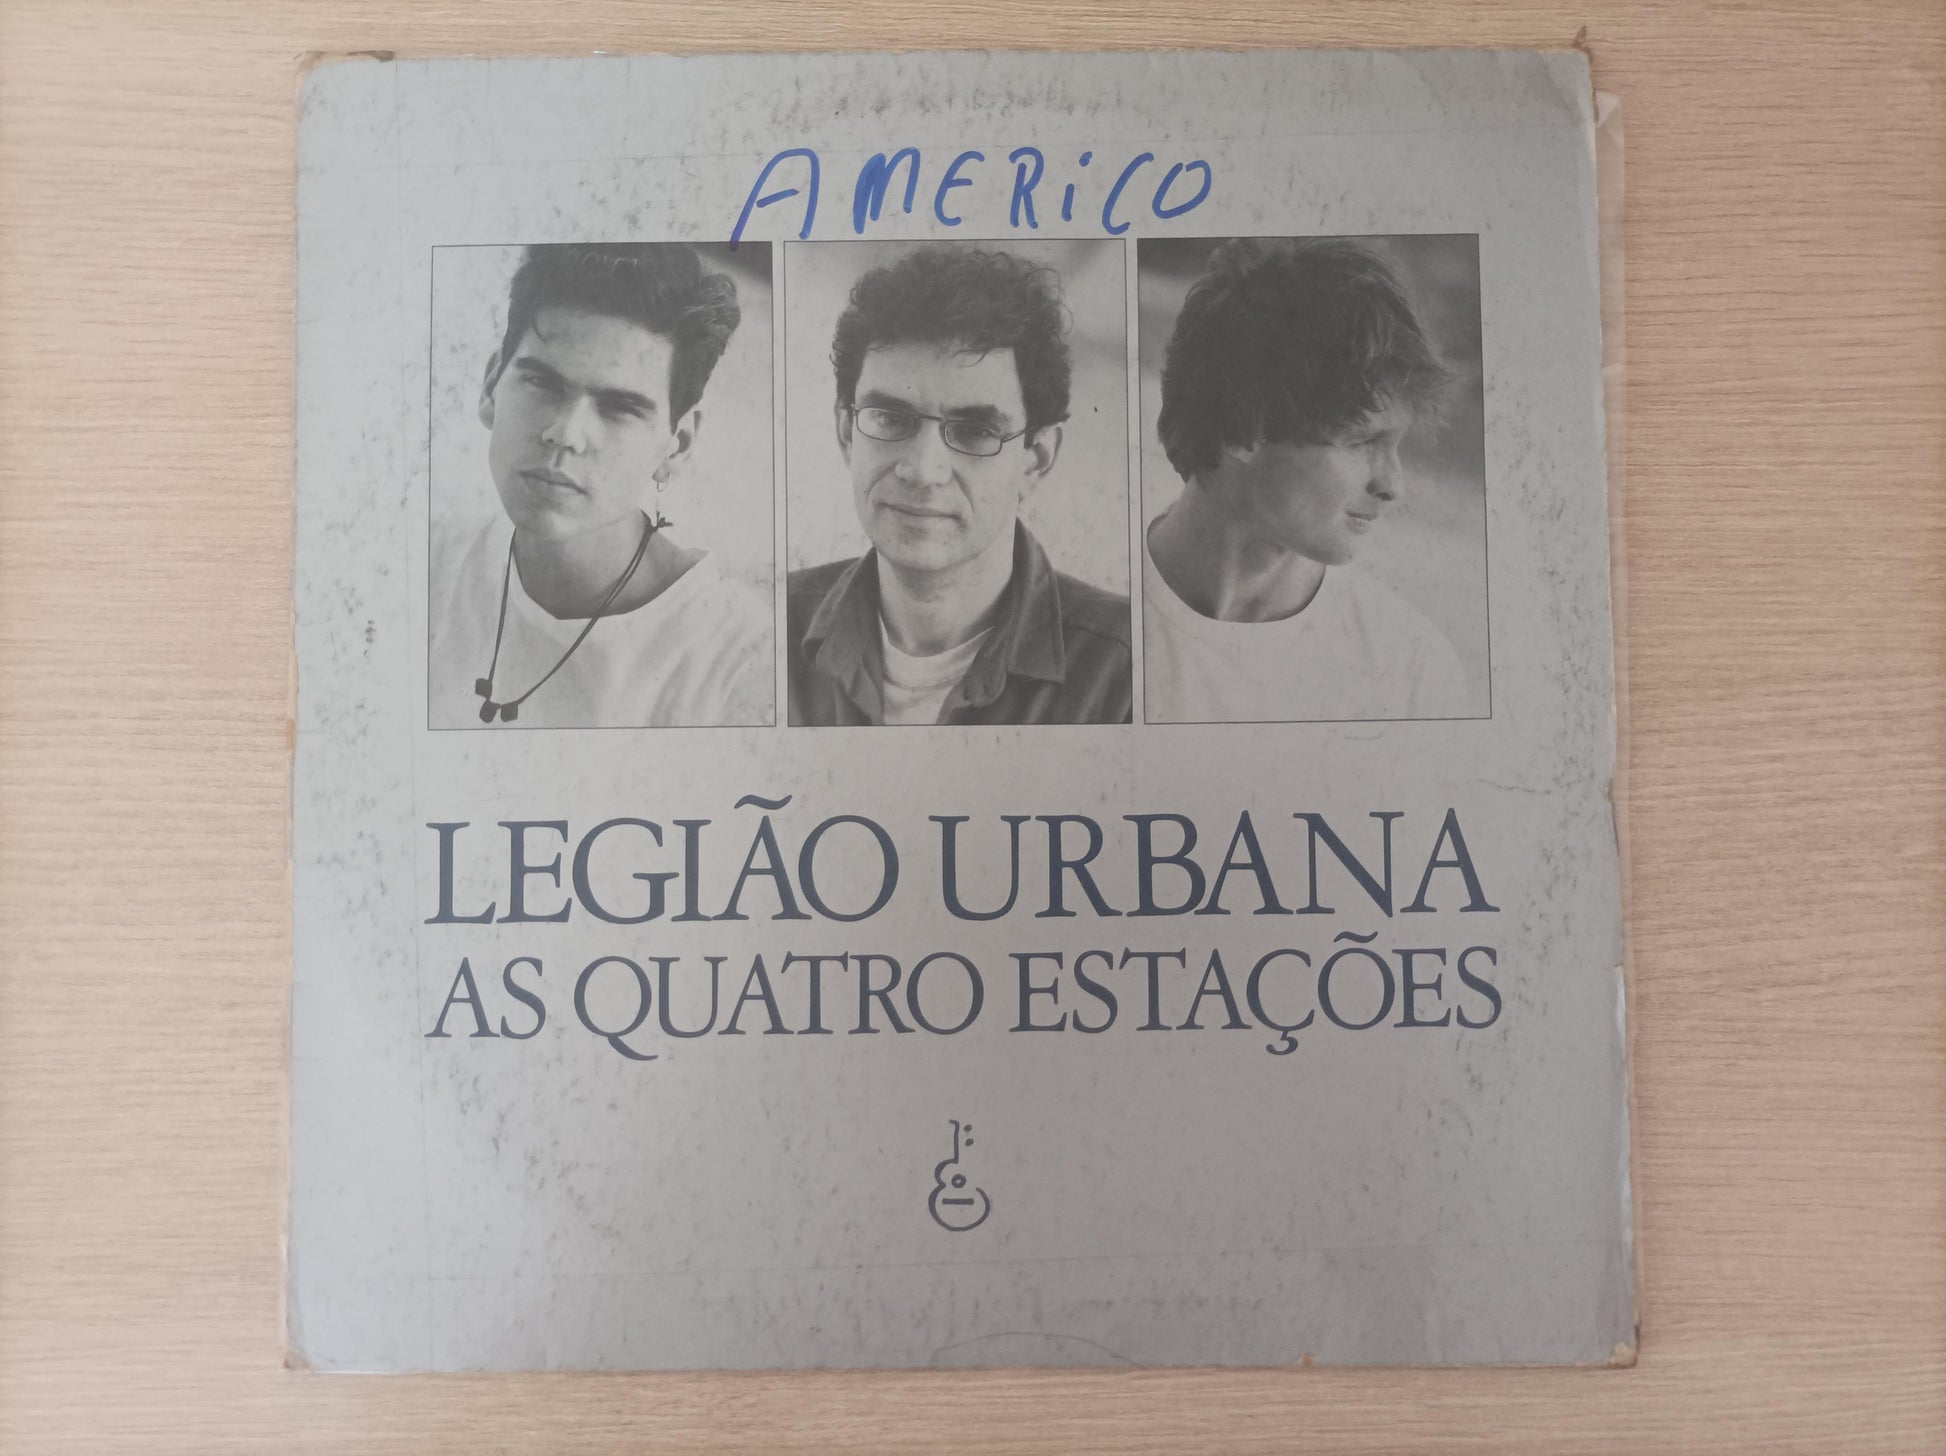 AMERiCO
LEGIÃO URBANA
AS QUATRO ESTAÇÕES